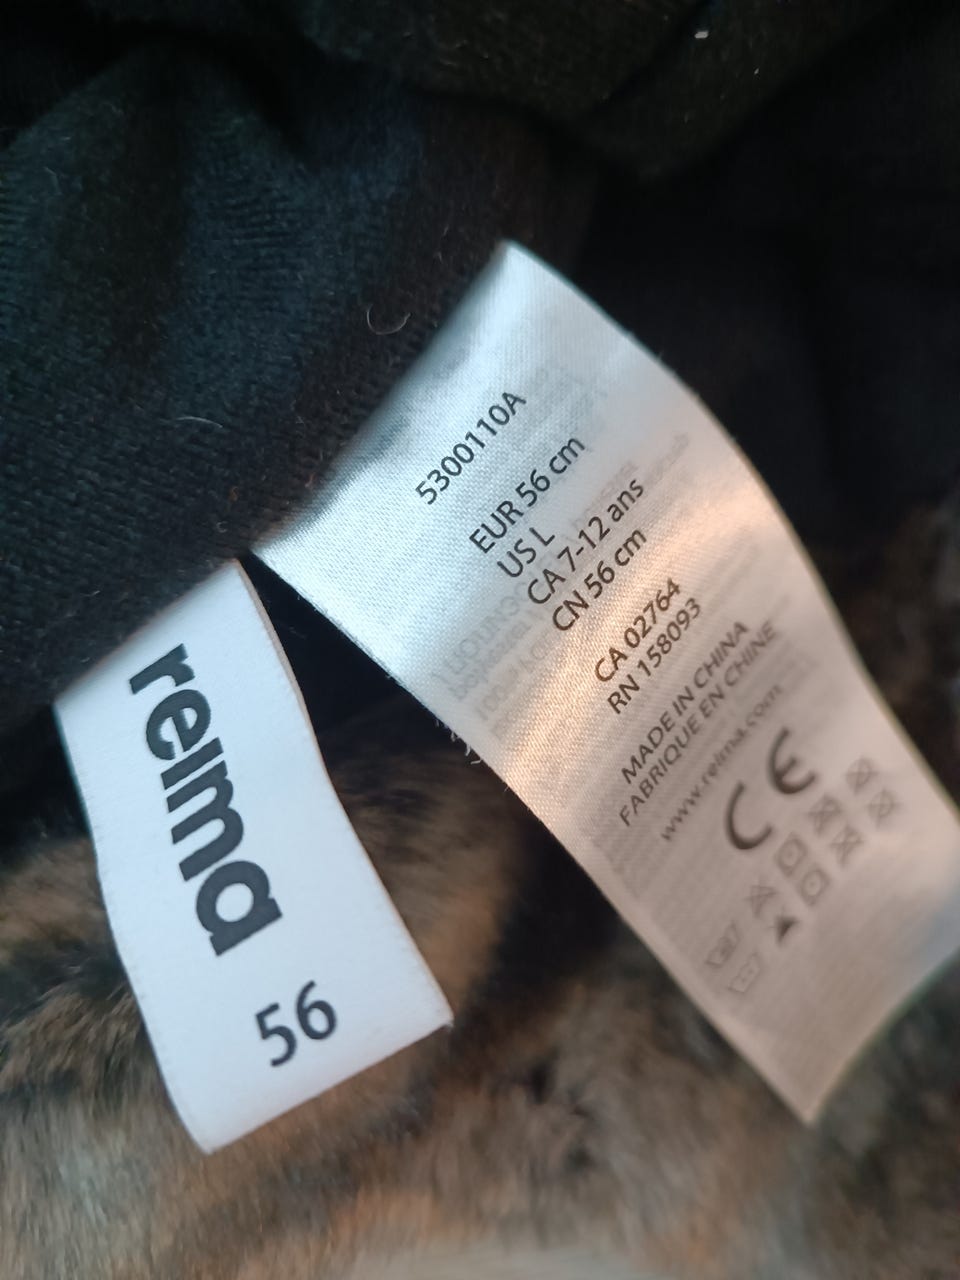 reima
56
5300110A
EUR 56 cm
US L
CA 7-12 ans
CN 56 cm
CA 02764
RN 158093
MADE IN CHINA
FABRIQUE EN CHINE
www.reima.com
CE